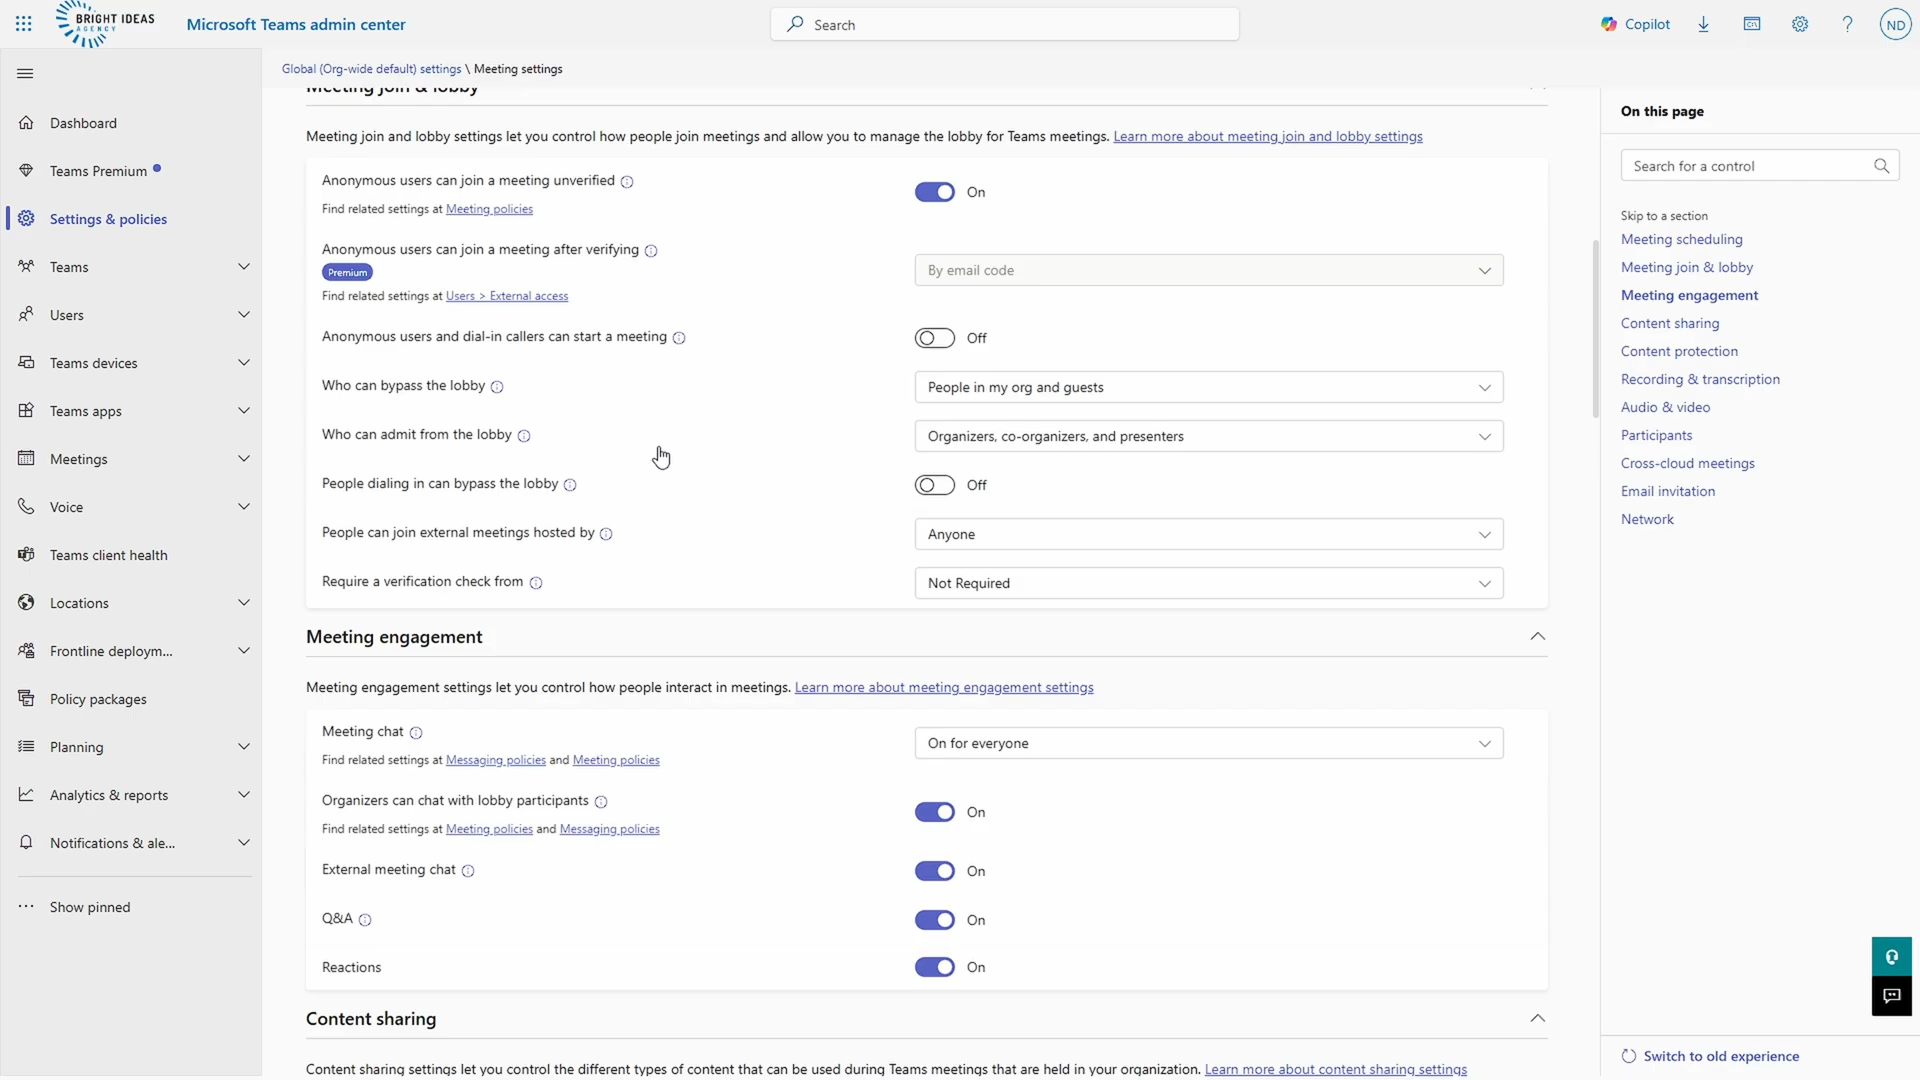 BRIGHT IDEAS
AGENCY
Microsoft Teams admin center
Search
Copilot
ND
Global (Org-wide default) settings \ Meeting settings
Dashboard
Teams Premium
Settings & policies
Teams
Users
Teams devices
Teams apps
Meetings
Voice
Teams client health
Locations
Frontline deploym...
Policy packages
Planning
Analytics & reports
Notifications & ale...
Show pinned
Meeting join & lobby
Meeting join and lobby settings let you control how people join meetings and allow you to manage the lobby for Teams meetings. Learn more about meeting join and lobby settings
Anonymous users can join a meeting unverified
On
Find related settings at Meeting policies
Anonymous users can join a meeting after verifying
Premium
By email code
Find related settings at Users > External access
Anonymous users and dial-in callers can start a meeting
Off
Who can bypass the lobby
People in my org and guests
Who can admit from the lobby
Organizers, co-organizers, and presenters
People dialing in can bypass the lobby
Off
People can join external meetings hosted by
Anyone
Require a verification check from
Not Required
Meeting engagement
Meeting engagement settings let you control how people interact in meetings. Learn more about meeting engagement settings
Meeting chat
On for everyone
Find related settings at Messaging policies and Meeting policies
Organizers can chat with lobby participants
On
Find related settings at Meeting policies and Messaging policies
External meeting chat
On
Q&A
On
Reactions
On
Content sharing
Content sharing settings let you control the different types of content that can be used during Teams meetings that are held in your organization. Learn more about content sharing settings
On this page
Search for a control
Skip to a section
Meeting scheduling
Meeting join & lobby
Meeting engagement
Content sharing
Content protection
Recording & transcription
Audio & video
Participants
Cross-cloud meetings
Email invitation
Network
Switch to old experience